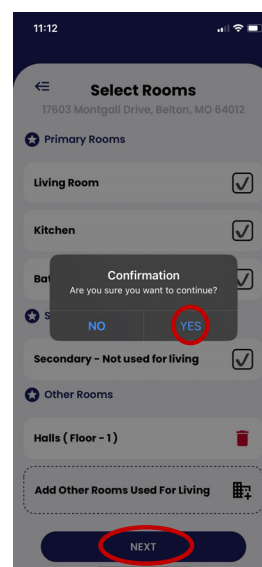 11:12
Select Rooms
17603 Montgall Drive, Belton, MO 64012
Primary Rooms
Living Room
Kitchen
Bat
Confirmation
Are you sure you want to continue?
NO
YES
S
Secondary - Not used for living
Other Rooms
Halls ( Floor - 1 )
Add Other Rooms Used For Living
NEXT